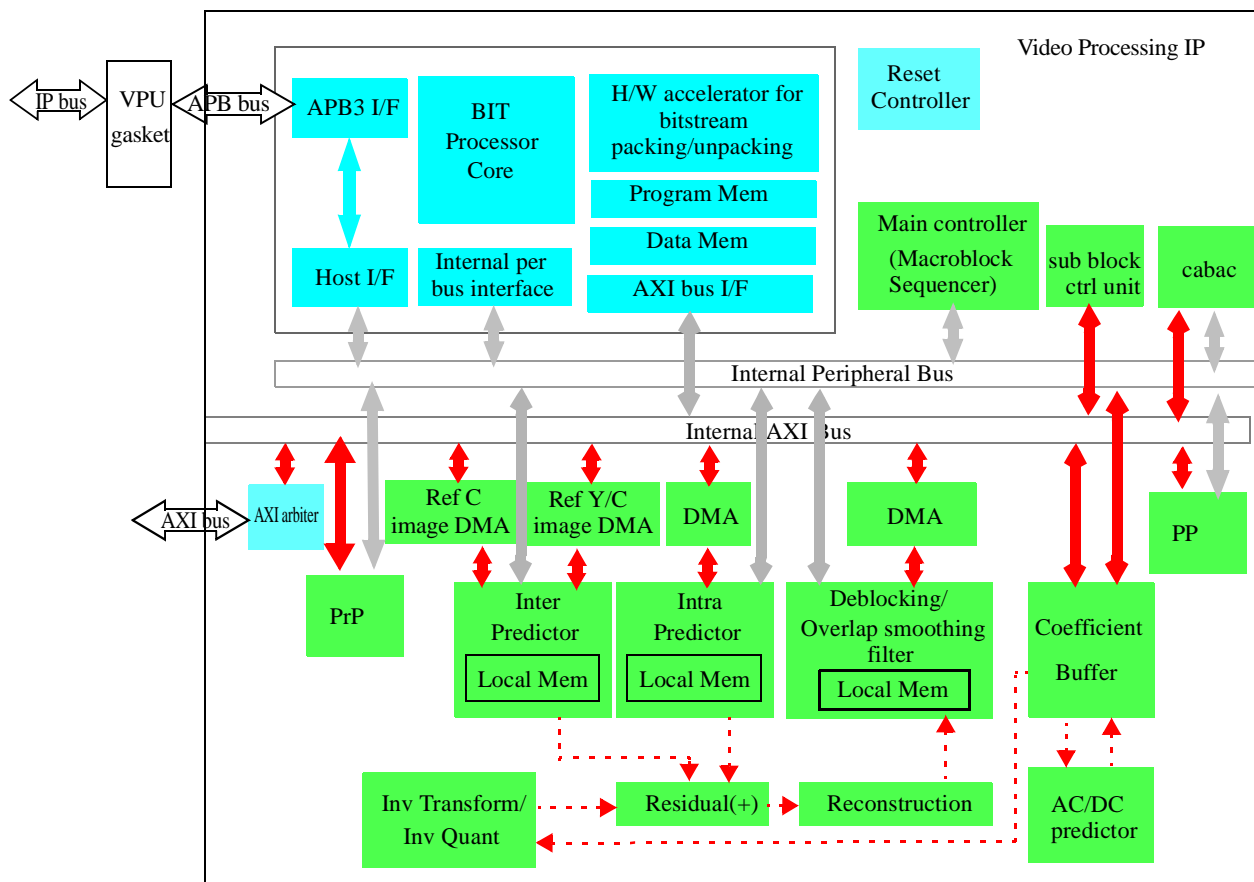 Video Processing IP
IP bus
VPU
gasket
APB bus
APB3 I/F
BIT
Processor
Core
H/W accelerator for
bitstream
packing/unpacking
Program Mem
Data Mem
AXI bus I/F
Host I/F
Internal per
bus interface
Reset
Controller
Main controller
(Macroblock
Sequencer)
sub block
ctrl unit
cabac
Internal Peripheral Bus
Internal AXI Bus
AXI bus
AXI arbiter
Ref C
image DMA
Ref Y/C
image DMA
DMA
DMA
PP
PrP
Inter
Predictor
Local Mem
Intra
Predictor
Local Mem
Deblocking/
Overlap smoothing
filter
Local Mem
Coefficient
Buffer
Inv Transform/
Inv Quant
Residual(+)
Reconstruction
AC/DC
predictor